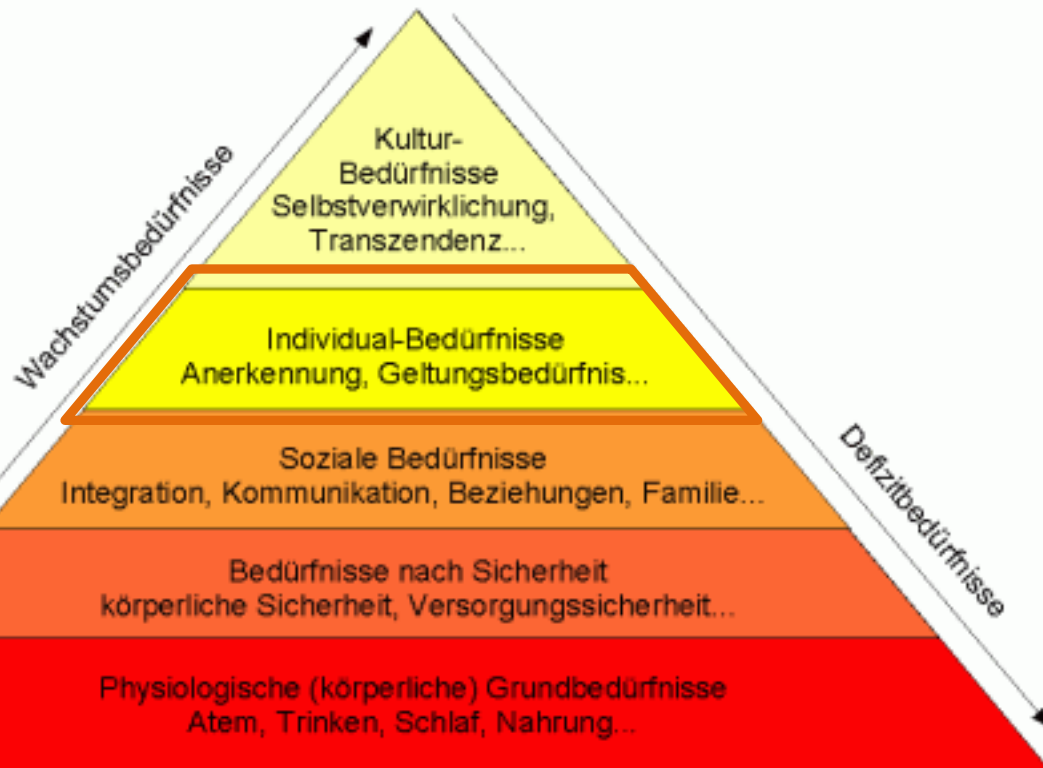 Kultur-
Bedürfnisse
Selbstverwirklichung,
Transzendenz...
Wachstumsbedürfnisse
Individual-Bedürfnisse
Anerkennung, Geltungsbedürfnis...
Soziale Bedürfnisse
Integration, Kommunikation, Beziehungen, Familie...
Defizitbedürfnisse
Bedürfnisse nach Sicherheit
körperliche Sicherheit, Versorgungssicherheit...
Physiologische (körperliche) Grundbedürfnisse
Atem, Trinken, Schlaf, Nahrung...